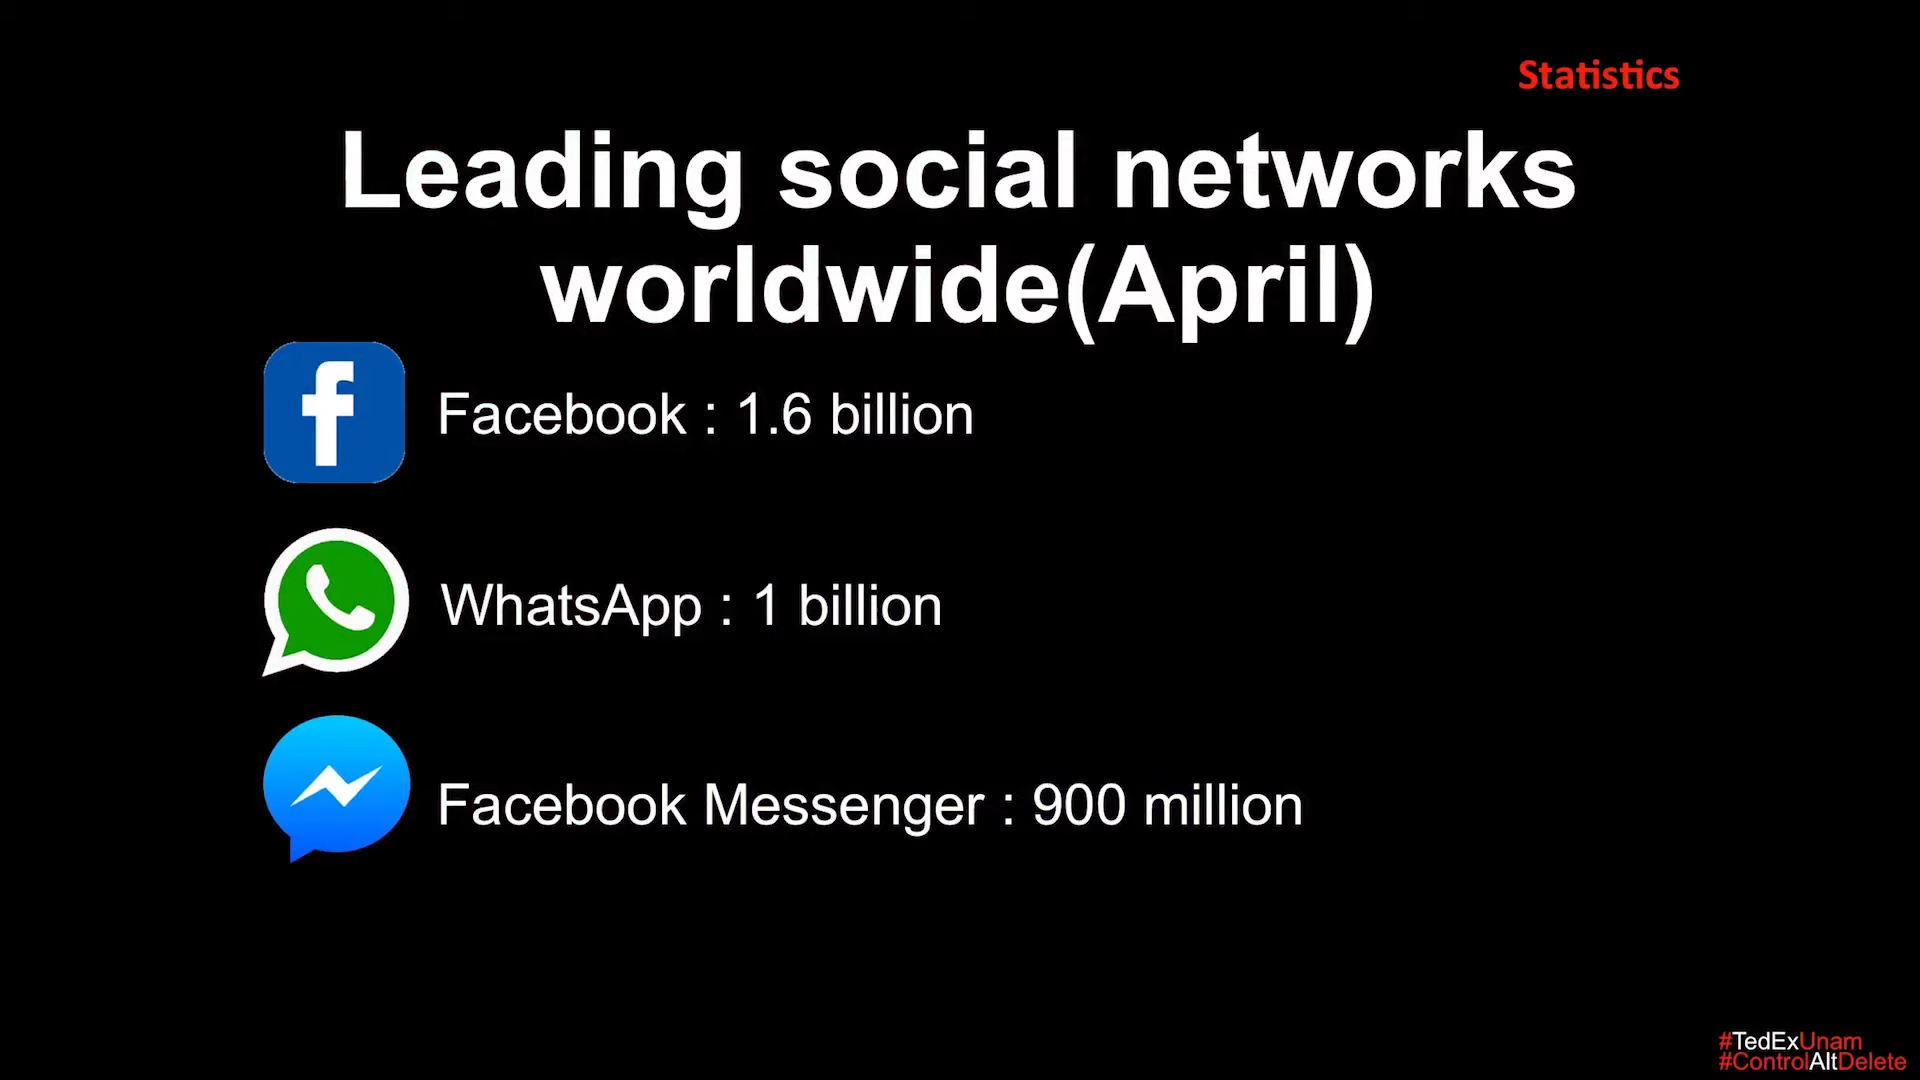 Statistics
Leading social networks
worldwide(April)
Facebook : 1.6 billion
WhatsApp : 1 billion
Facebook Messenger : 900 million
#TedExUnam
#ControlAltDelete